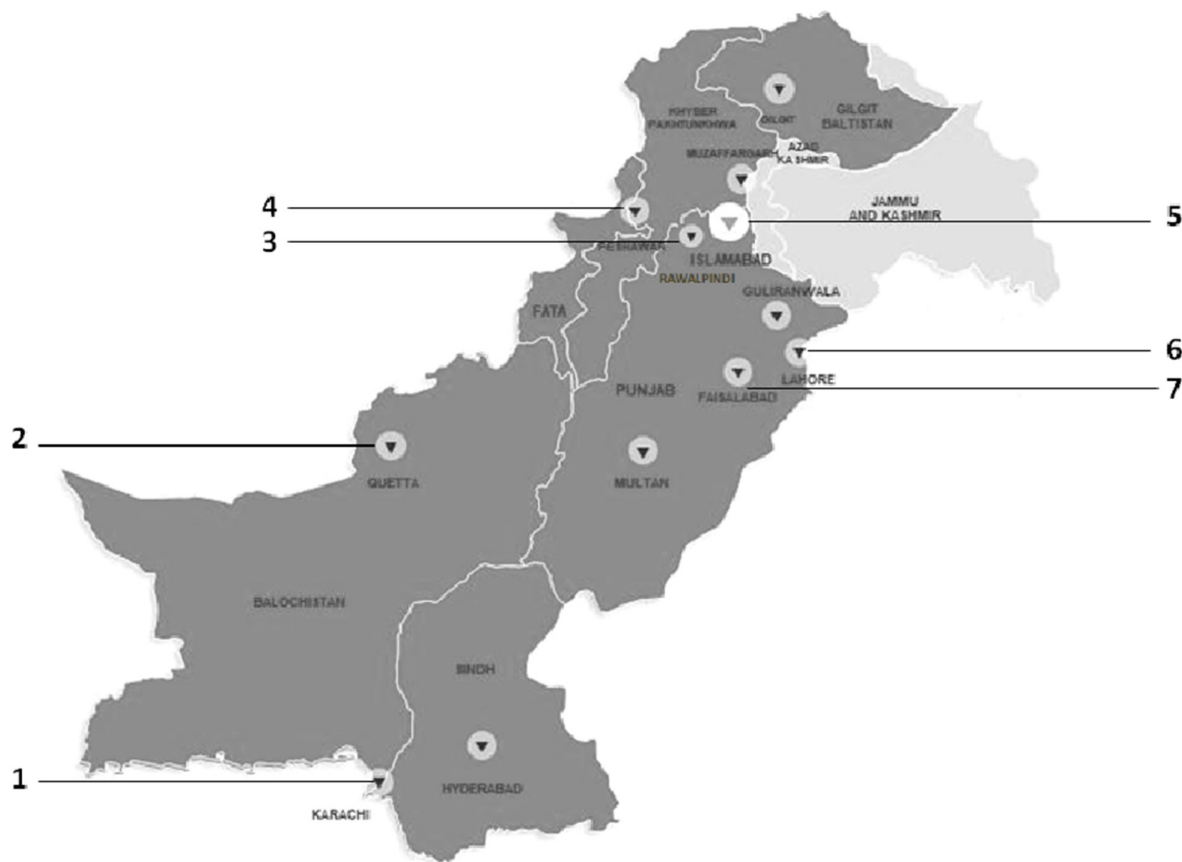 KHYBER
PAKHTUNKHWA
GILGIT
GILGIT
BALTISTAN
MUZAFFARGARH
AZAD
KASHMIR
JAMMU
AND KASHMIR
4
5
3
PESHAWAR
ISLAMABAD
RAWALPINDI
GULIRANWALA
FATA
6
LAHORE
7
PUNJAB
FAISALABAD
2
QUETTA
MULTAN
BALOCHISTAN
SINDH
1
HYDERABAD
KARACHI